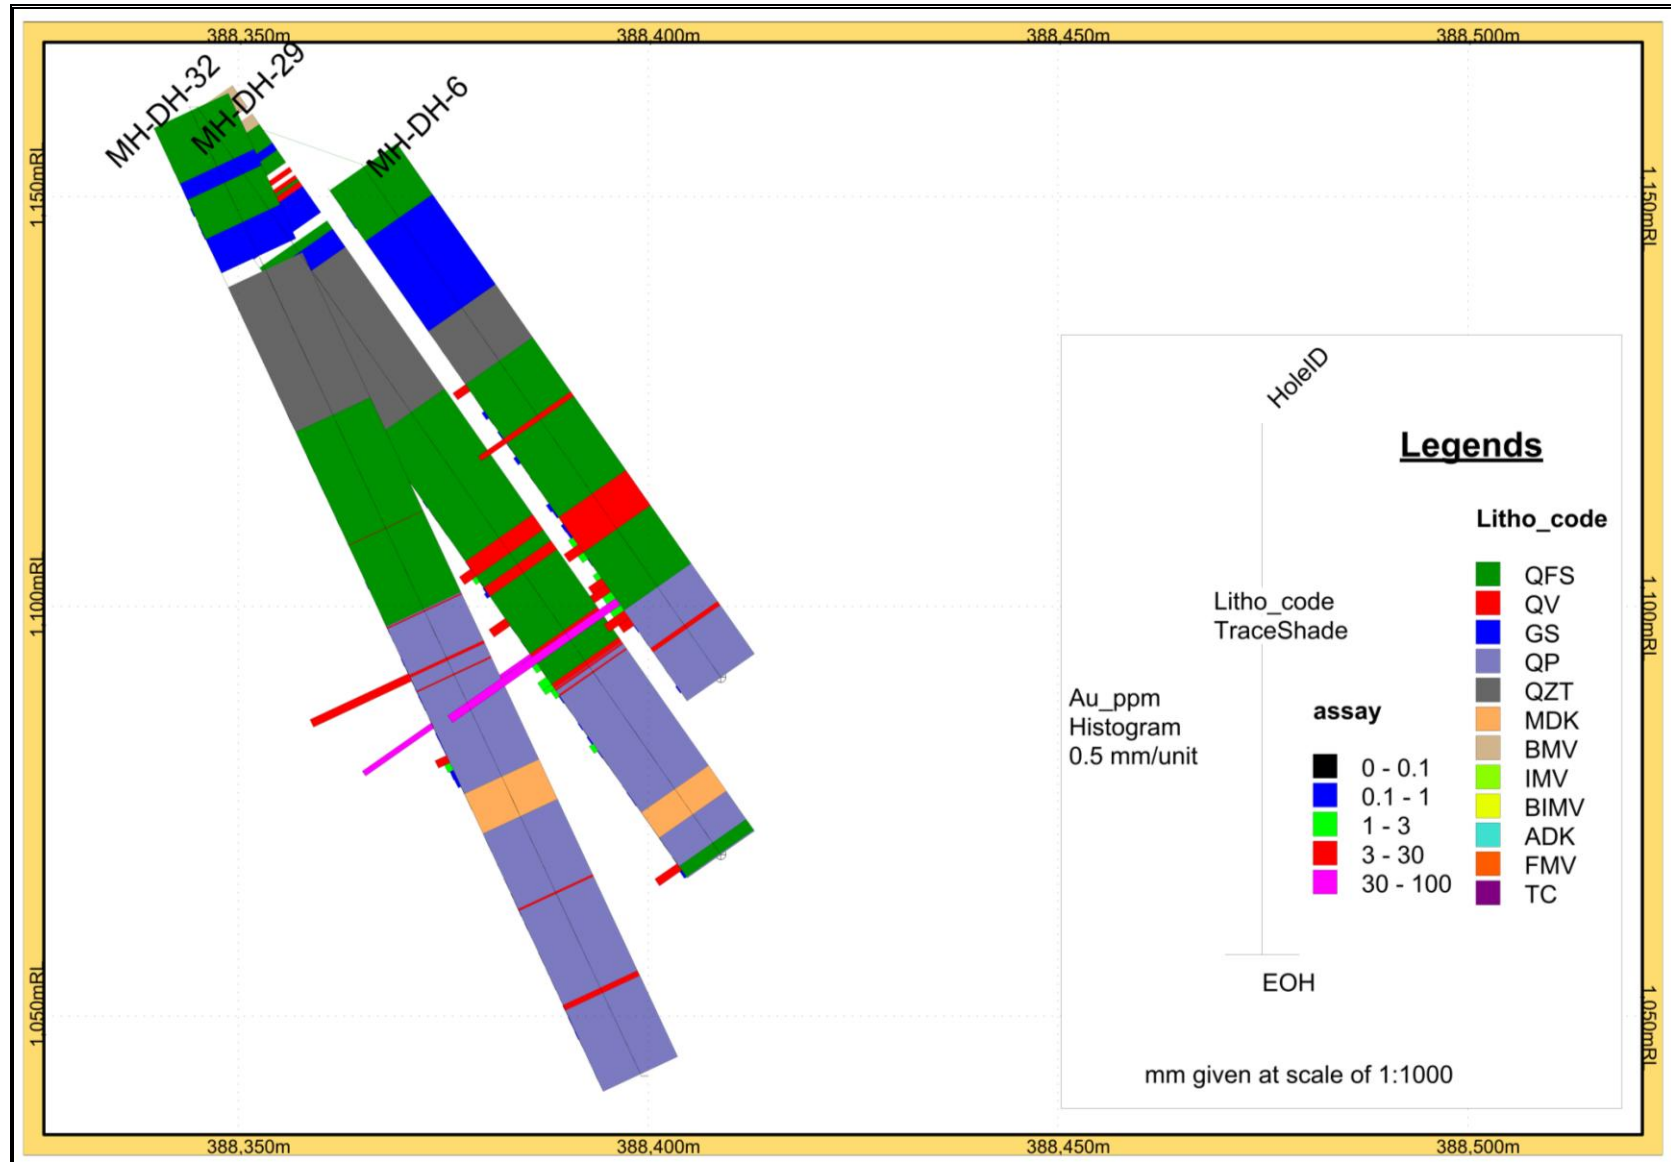 388,350m
388,400m
388,450m
388,500m
MH-DH-32
MH-DH-29
MH-DH-6
1,150mRL
1,150mRL
1,100mRL
1,100mRL
1,050mRL
1,050mRL
HoleID
Legends
Litho_code
QFS
QV
GS
QP
QZT
MDK
BMV
IMV
BIMV
ADK
FMV
TC
Litho_code
TraceShade
Au_ppm
Histogram
0.5 mm/unit
assay
0 - 0.1
0.1 - 1
1 - 3
3 - 30
30 - 100
EOH
mm given at scale of 1:1000
388,350m
388,400m
388,450m
388,500m